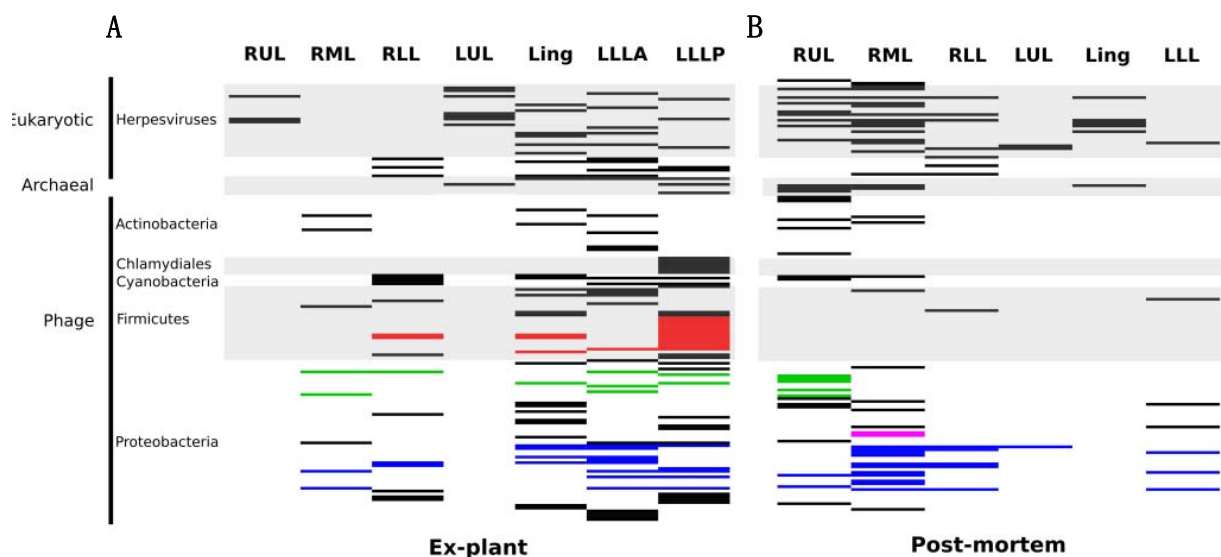 A B
RUL RML RLL LUL Ling LLLA LLLP RUL RML RLL LUL Ling LLL
Eukaryotic Herpesviruses
Archaeal
Actinobacteria
Chlamydiales
Cyanobacteria
Phage Firmicutes
Proteobacteria
Ex-plant Post-mortem